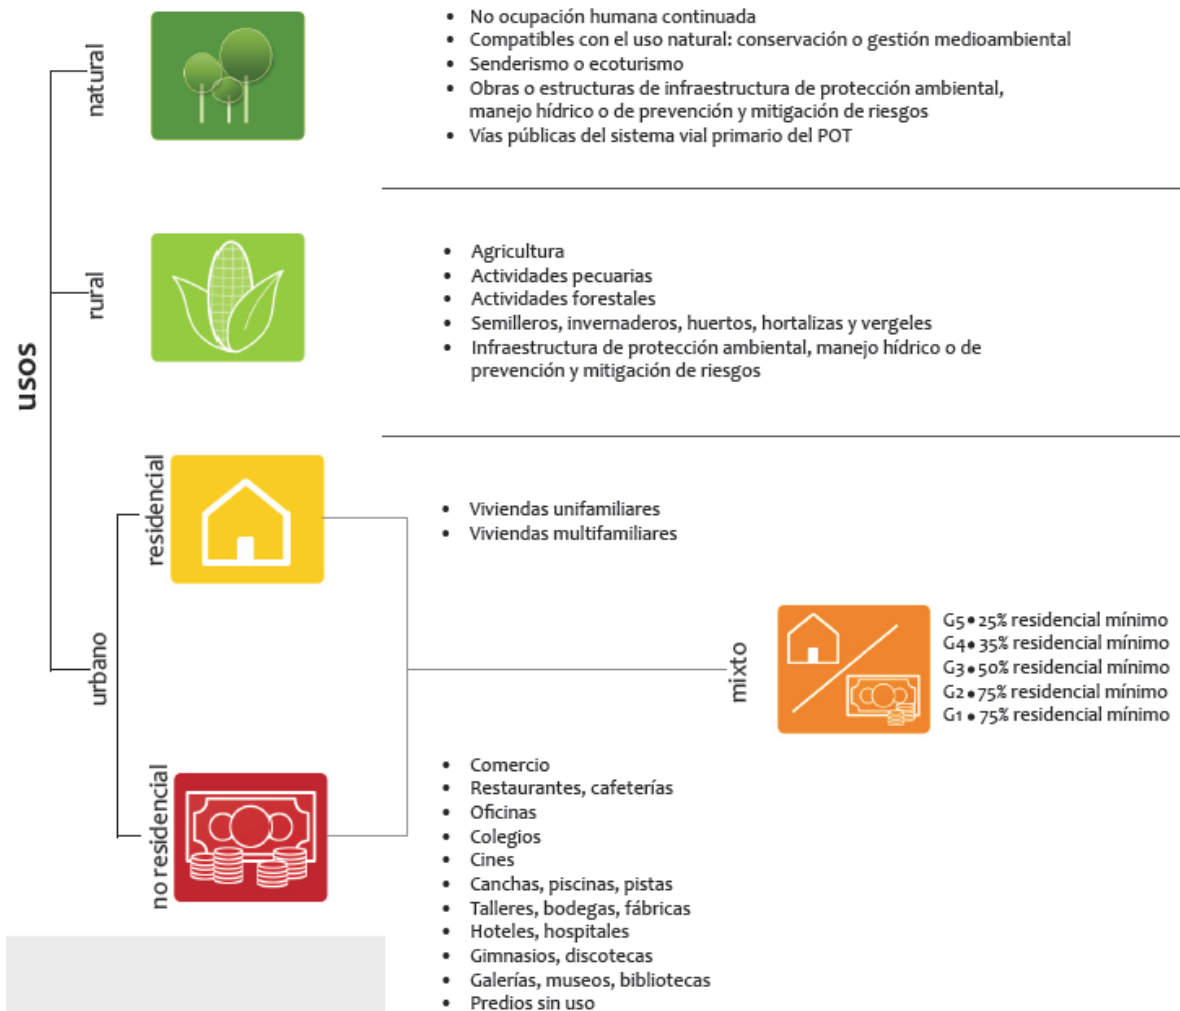 usos
natural
• No ocupación humana continuada
• Compatibles con el uso natural: conservación o gestión medioambiental
• Senderismo o ecoturismo
• Obras o estructuras de infraestructura de protección ambiental,
manejo hídrico o de prevención y mitigación de riesgos
• Vías públicas del sistema vial primario del POT
rural
• Agricultura
• Actividades pecuarias
• Actividades forestales
• Semilleros, invernaderos, huertos, hortalizas y vergeles
• Infraestructura de protección ambiental, manejo hídrico o de
prevención y mitigación de riesgos
urbano
residencial
• Viviendas unifamiliares
• Viviendas multifamiliares
mixto
G5 • 25% residencial mínimo
G4 • 35% residencial mínimo
G3 • 50% residencial mínimo
G2 • 75% residencial mínimo
G1 • 75% residencial mínimo
no residencial
• Comercio
• Restaurantes, cafeterías
• Oficinas
• Colegios
• Cines
• Canchas, piscinas, pistas
• Talleres, bodegas, fábricas
• Hoteles, hospitales
• Gimnasios, discotecas
• Galerías, museos, bibliotecas
• Predios sin uso